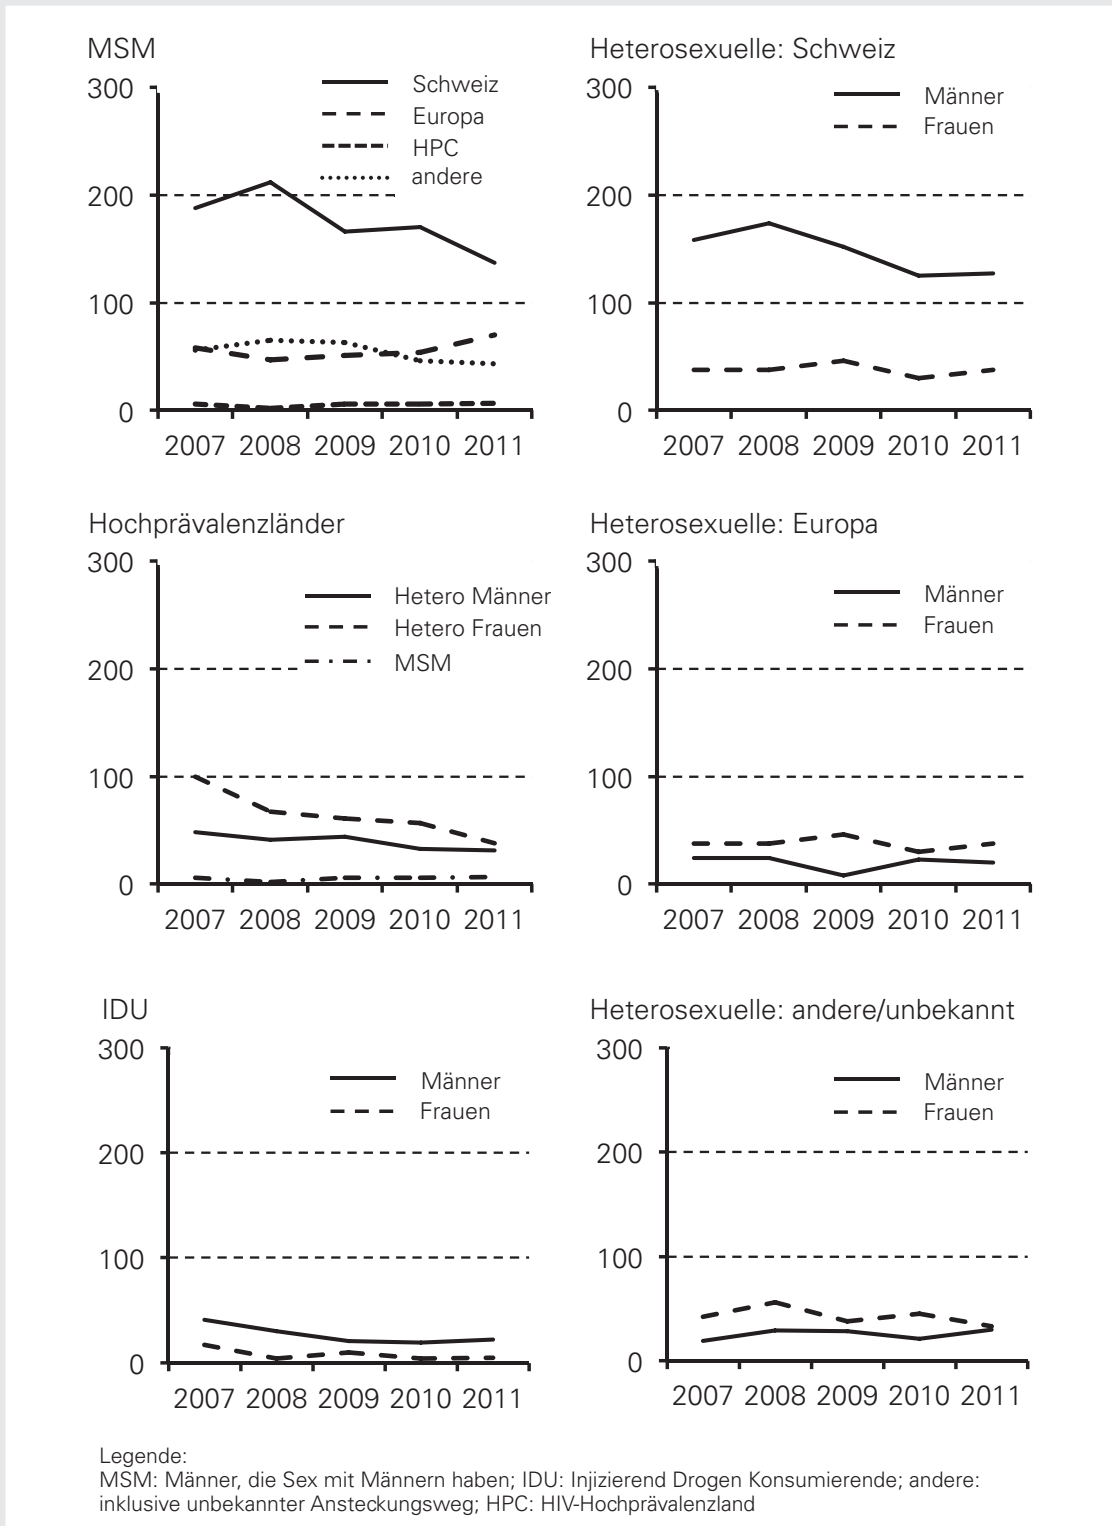 MSM
300
200
100
0
2007 2008 2009 2010 2011
Schweiz
Europa
HPC
andere
Heterosexuelle: Schweiz
300
200
100
0
2007 2008 2009 2010 2011
Männer
Frauen
Hochprävalenzländer
300
200
100
0
2007 2008 2009 2010 2011
Hetero Männer
Hetero Frauen
MSM
Heterosexuelle: Europa
300
200
100
0
2007 2008 2009 2010 2011
Männer
Frauen
IDU
300
200
100
0
2007 2008 2009 2010 2011
Männer
Frauen
Heterosexuelle: andere/unbekannt
300
200
100
0
2007 2008 2009 2010 2011
Männer
Frauen
Legende:
MSM: Männer, die Sex mit Männern haben; IDU: Injizierend Drogen Konsumierende; andere:
inklusive unbekannter Ansteckungsweg; HPC: HIV-Hochprävalenzland